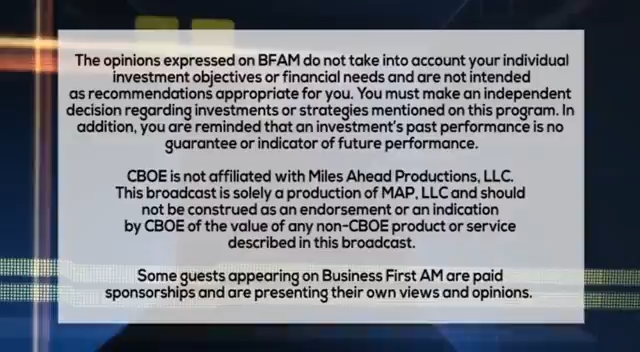 The opinions expressed on BFAM do not take into account your individual
investment objectives or financial needs and are not intended
as recommendations appropriate for you. You must make an independent
decision regarding investments or strategies mentioned on this program. In
addition, you are reminded that an investment's past performance is no
guarantee or indicator of future performance.
CBOE is not affiliated with Miles Ahead Productions, LLC.
This broadcast is solely a production of MAP, LLC and should
not be construed as an endorsement or an indication
by CBOE of the value of any non-CBOE product or service
described in this broadcast.
Some guests appearing on Business First AM are paid
sponsorships and are presenting their own views and opinions.